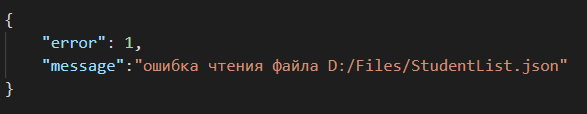 {
"error": 1,
"message":"ошибка чтения файла D:/Files/StudentList.json"
}